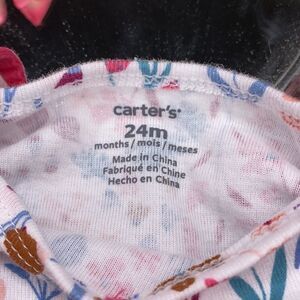 carter's
24m
months / mois / meses
Made in China
Fabriqué en Chine
Hecho en China